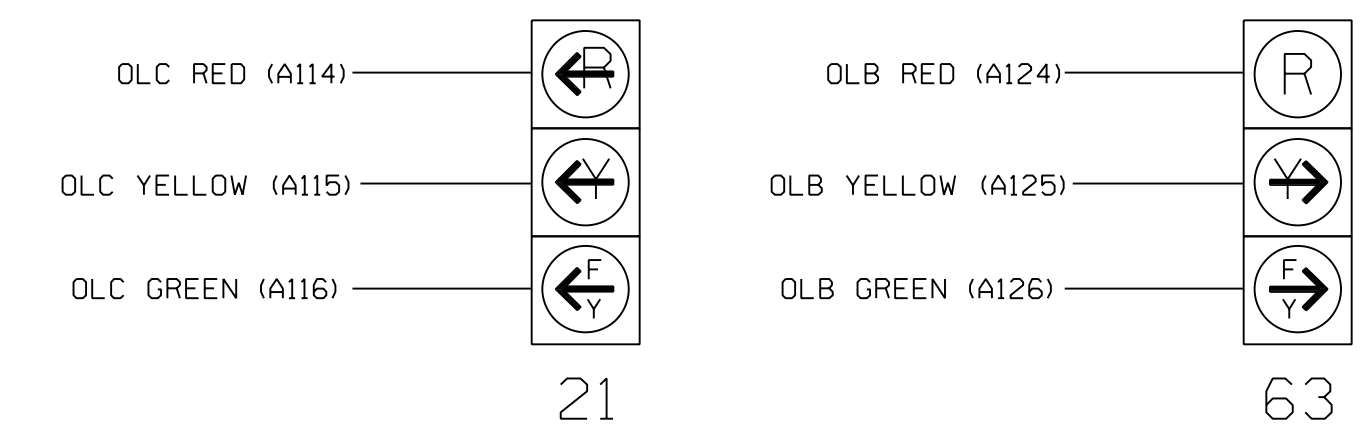 OLC RED (A114)
R
OLC YELLOW (A115)
Y
OLC GREEN (A116)
F
Y
21
OLB RED (A124)
R
OLB YELLOW (A125)
Y
OLB GREEN (A126)
F
Y
63